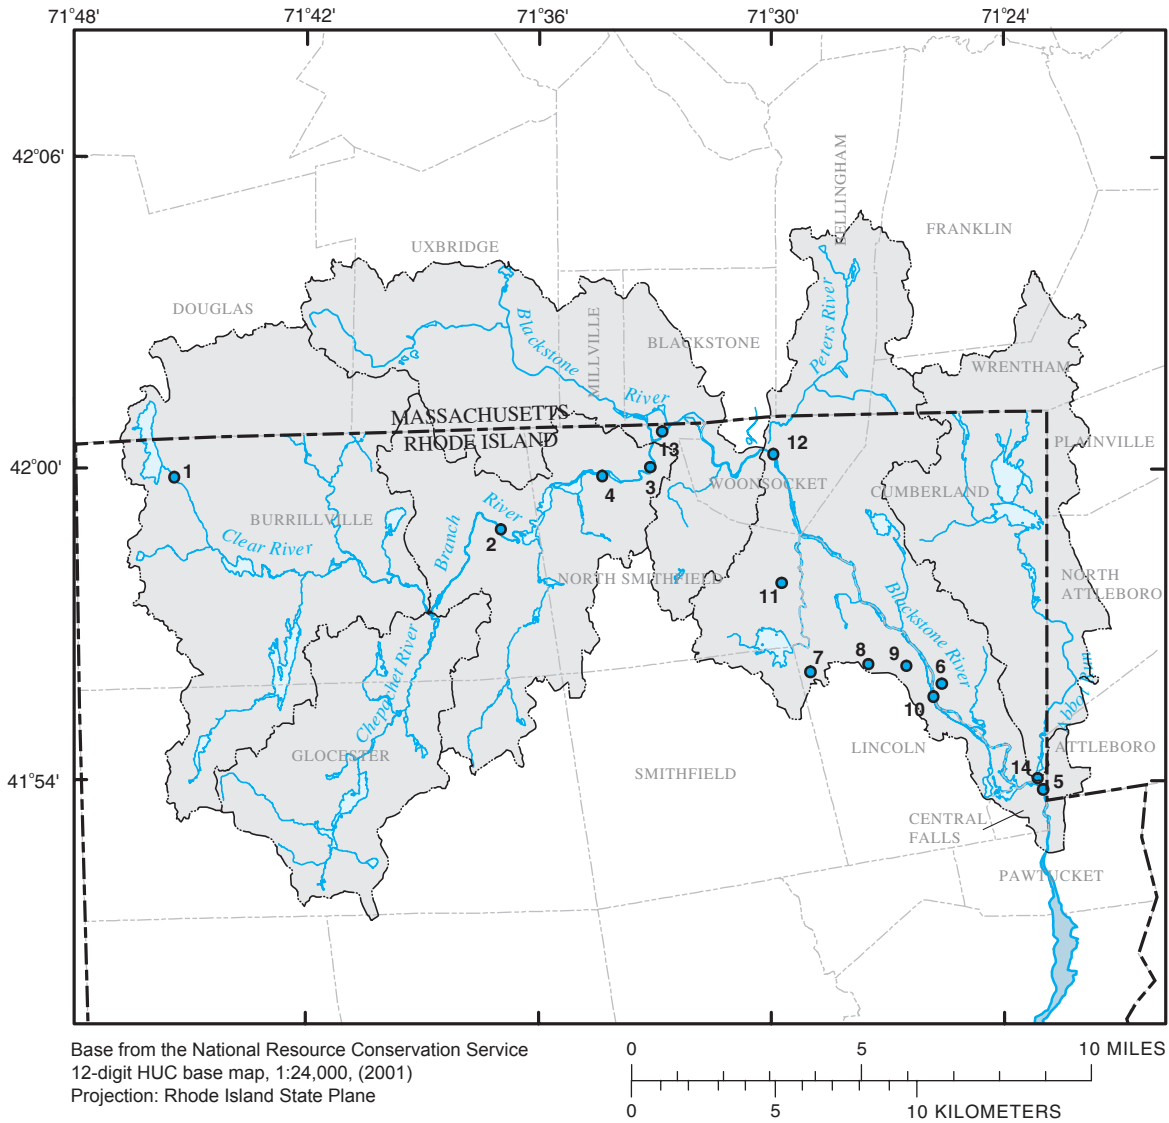 71°48' 71°42' 71°36' 71°30' 71°24'
42°06'
BELLINGHAM
FRANKLIN
UXBRIDGE
DOUGLAS
Blackstone
River
MILLVILLE
BLACKSTONE
Peters River
WRENTHAM
MASSACHUSETTS
RHODE ISLAND
PLAINVILLE
42°00'
1
13
12
3
4
WOONSOCKET
CUMBERLAND
BURRILLVILLE
Clear River
Branch
River
2
NORTH SMITHFIELD
11
NORTH
ATTLEBORO
Blackstone River
7
8
9
6
10
Chepachet River
Abbot Run
GLOCESTER
LINCOLN
ATTLEBORO
SMITHFIELD
41°54'
14
15
CENTRAL
FALLS
PAWTUCKET
Base from the National Resource Conservation Service
12-digit HUC base map, 1:24,000, (2001)
Projection: Rhode Island State Plane
0 5 10 MILES
0 5 10 KILOMETERS